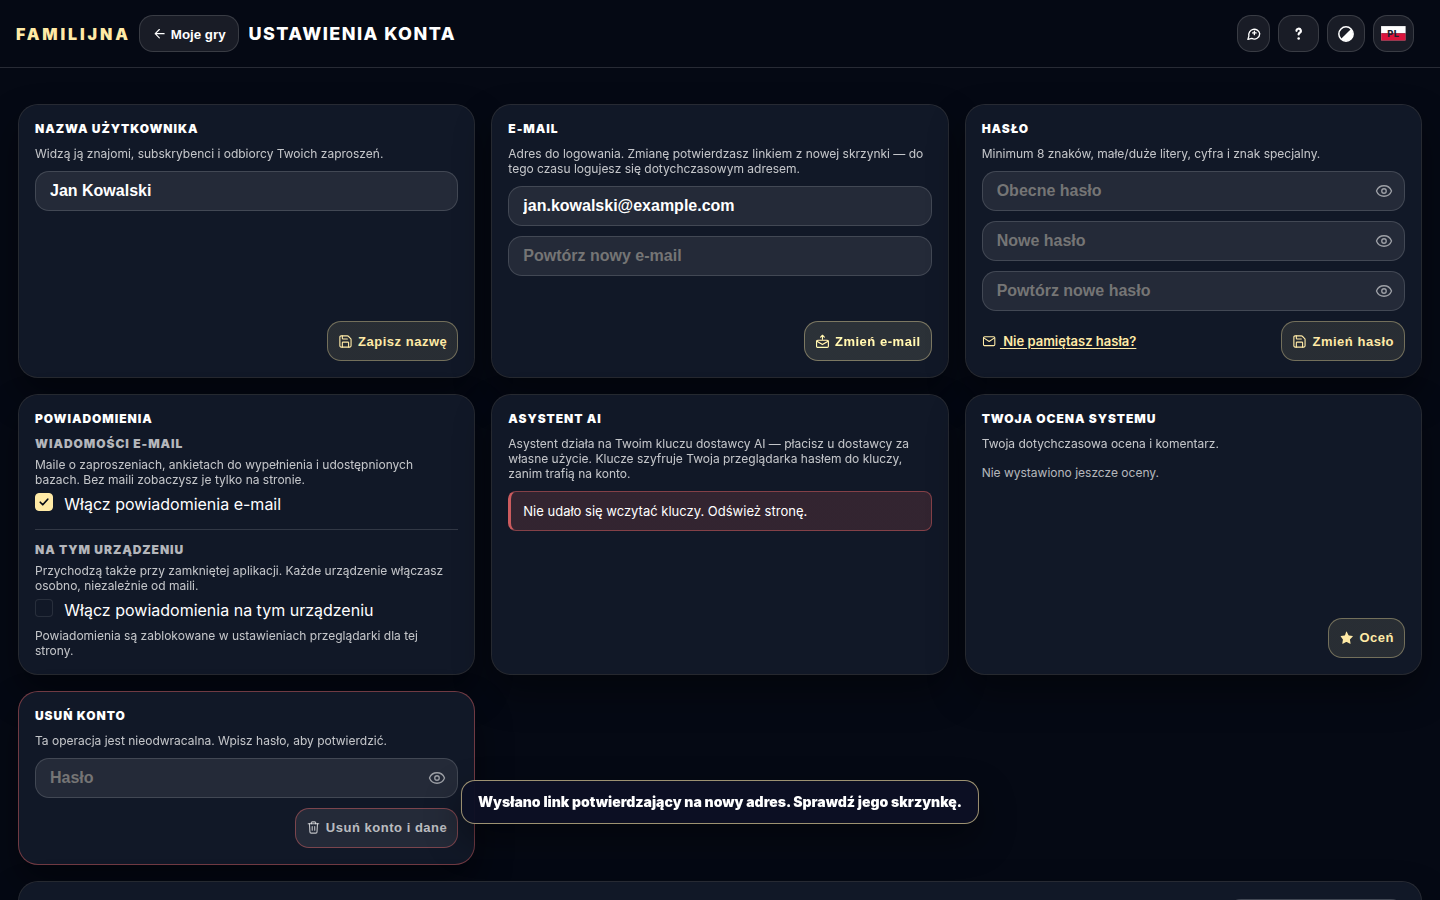 FAMILIJNA
Moje gry
USTAWIENIA KONTA
?
PL
NAZWA UŻYTKOWNIKA
Widzą ją znajomi, subskrybenci i odbiorcy Twoich zaproszeń.
Jan Kowalski
Zapisz nazwę
E-MAIL
Adres do logowania. Zmianę potwierdzasz linkiem z nowej skrzynki — do
tego czasu logujesz się dotychczasowym adresem.
jan.kowalski@example.com
Powtórz nowy e-mail
Zmień e-mail
HASŁO
Minimum 8 znaków, małe/duże litery, cyfra i znak specjalny.
Obecne hasło
Nowe hasło
Powtórz nowe hasło
Nie pamiętasz hasła?
Zmień hasło
POWIADOMIENIA
WIADOMOŚCI E-MAIL
Maile o zaproszeniach, ankietach do wypełnienia i udostępnionych
bazach. Bez maili zobaczysz je tylko na stronie.
Włącz powiadomienia e-mail
NA TYM URZĄDZENIU
Przychodzą także przy zamkniętej aplikacji. Każde urządzenie włączasz
osobno, niezależnie od maili.
Włącz powiadomienia na tym urządzeniu
Powiadomienia są zablokowane w ustawieniach przeglądarki dla tej
strony.
ASYSTENT AI
Asystent działa na Twoim kluczu dostawcy AI — płacisz u dostawcy za
własne użycie. Klucze szyfruje Twoja przeglądarka hasłem do kluczy,
zanim trafią na konto.
Nie udało się wczytać kluczy. Odśwież stronę.
TWOJA OCENA SYSTEMU
Twoja dotychczasowa ocena i komentarz.
Nie wystawiono jeszcze oceny.
Oceń
USUŃ KONTO
Ta operacja jest nieodwracalna. Wpisz hasło, aby potwierdzić.
Hasło
Usuń konto i dane
Wysłano link potwierdzający na nowy adres. Sprawdź jego skrzynkę.